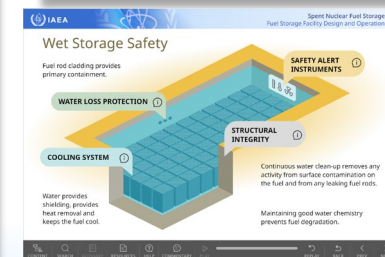 IAEA
Spent Nuclear Fuel Storage
Fuel Storage Facility Design and Operation
Wet Storage Safety
Fuel rod cladding provides
primary containment.
SAFETY ALERT
INSTRUMENTS
WATER LOSS PROTECTION
STRUCTURAL
INTEGRITY
COOLING SYSTEM
Continuous water clean-up removes any
activity from surface contamination on
the fuel and from any leaking fuel rods.
Water provides
shielding, provides
heat removal and
keeps the fuel cool.
Maintaining good water chemistry
prevents fuel degradation.
CONTENT SEARCH RESOURCES HELP COMMENTARY REPLAY BACK PREV